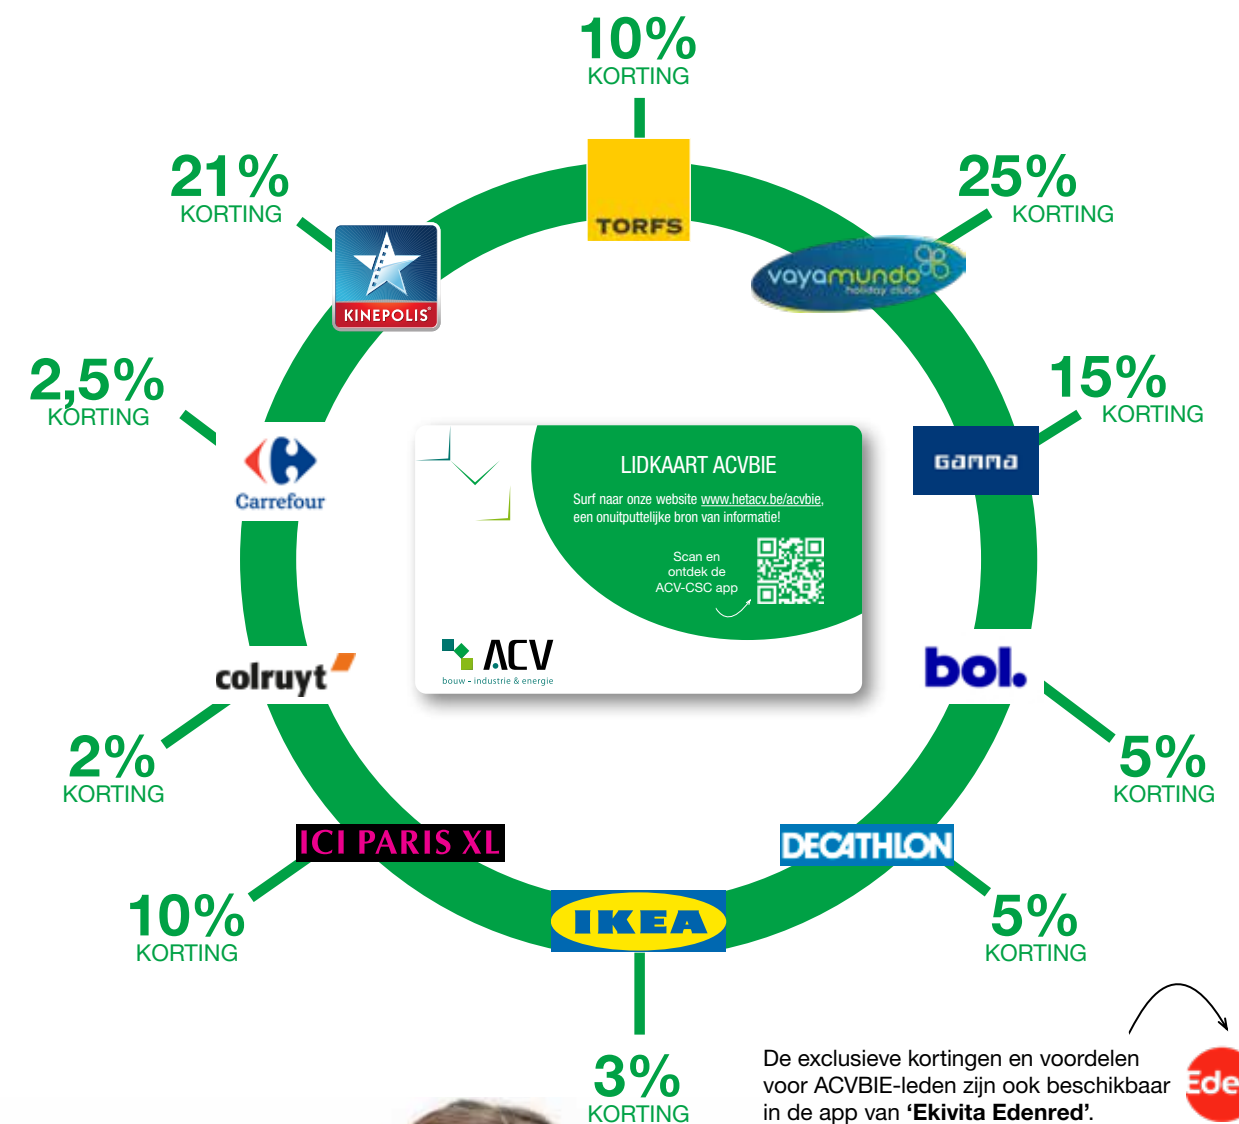 10%
KORTING
TORFS
21%
KORTING
KINEPOLIS
25%
KORTING
vayamundo
holiday clubs
2,5%
KORTING
Carrefour
15%
KORTING
GAMMA
LIDKAART ACVBIE
Surf naar onze website www.hetacv.be/acvbie,
een onuitputtelijke bron van informatie!
Scan en
ontdek de
ACV-CSC app
ACV
bouw - industrie & energie
colruyt
2%
KORTING
bol.
5%
KORTING
ICI PARIS XL
10%
KORTING
DECATHLON
5%
KORTING
IKEA
3%
KORTING
De exclusieve kortingen en voordelen
voor ACVBIE-leden zijn ook beschikbaar
in de app van ‘Ekivita Edenred’.
Ede